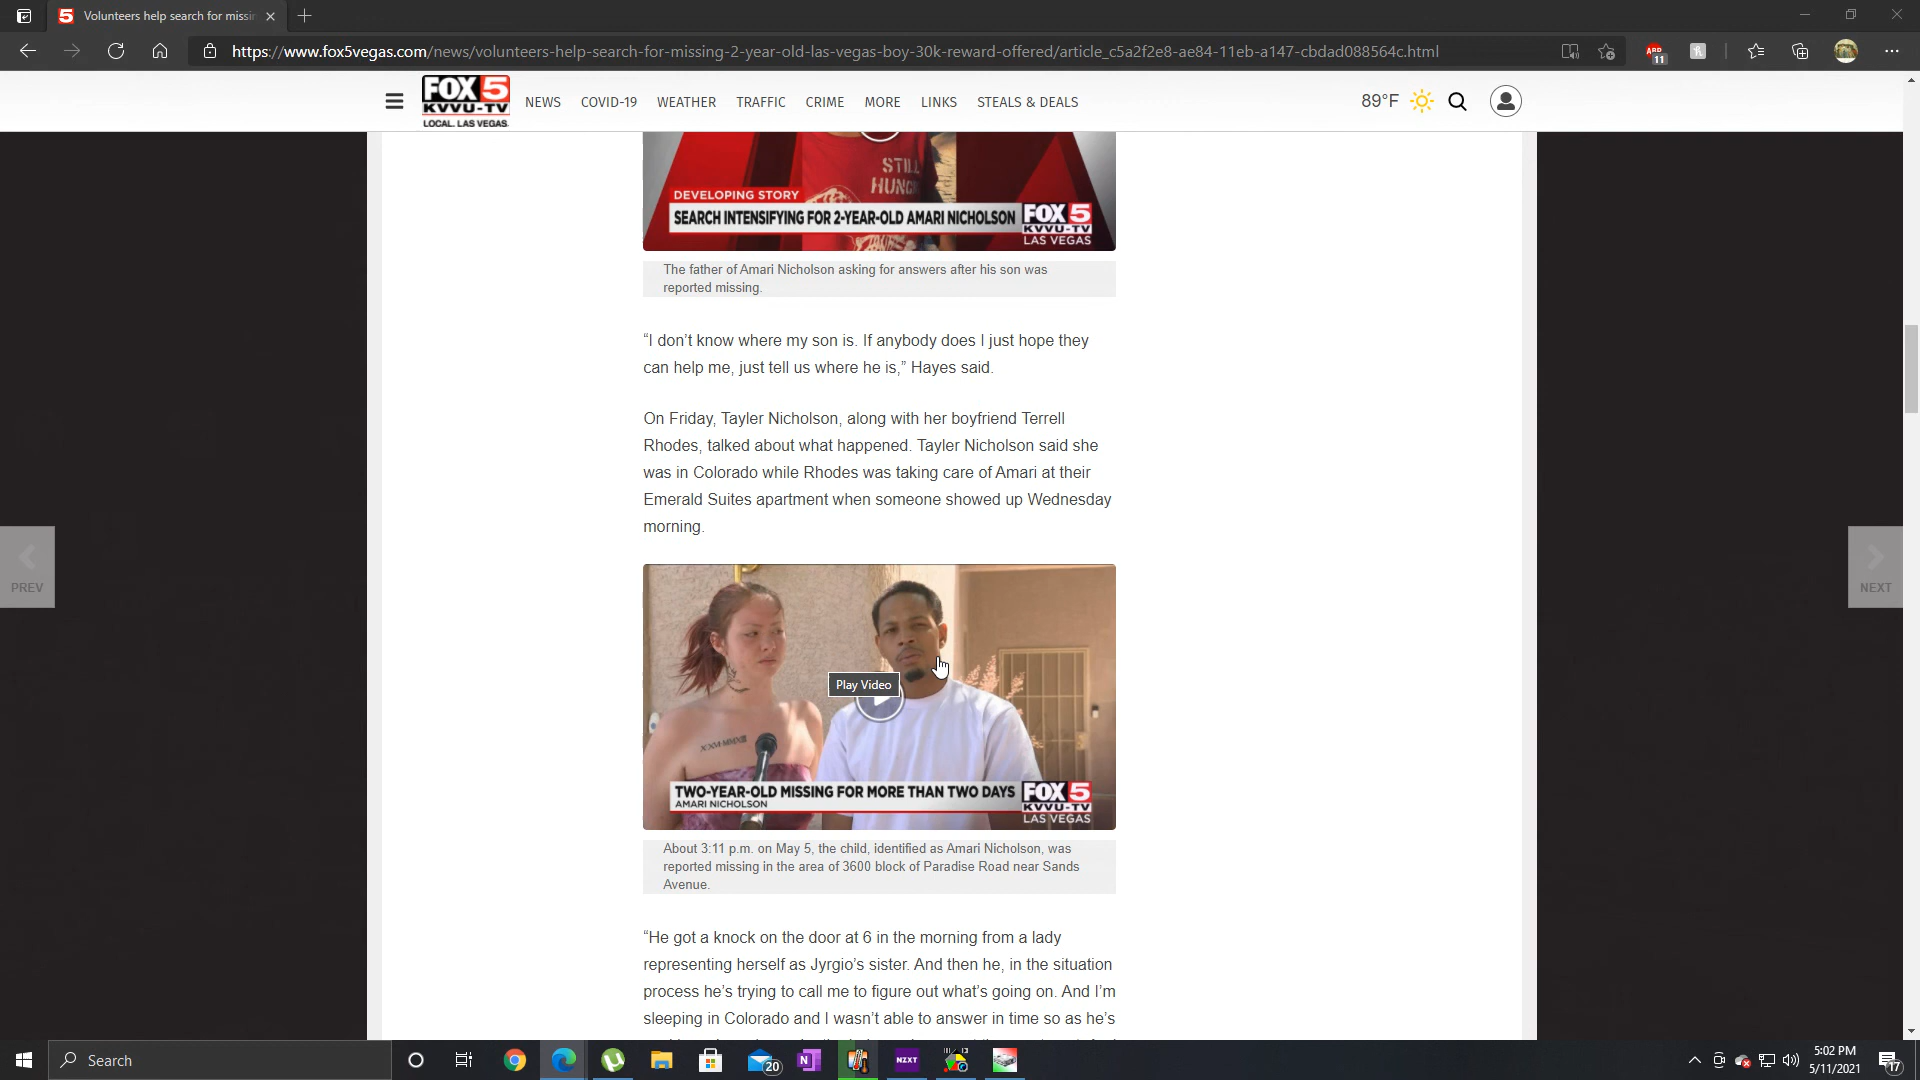 Volunteers help search for missin
https://www.fox5vegas.com/news/volunteers-help-search-for-missing-2-year-old-las-vegas-boy-30k-reward-offered/article_c5a2f2e8-ae84-11eb-a147-cbdad088564c.html
ABP
11
FOX 5
KVVU-TV
LOCAL. LAS VEGAS.
NEWS COVID-19 WEATHER TRAFFIC CRIME MORE LINKS STEALS & DEALS
89°F
STILL
HUNG
DEVELOPING STORY
SEARCH INTENSIFYING FOR 2-YEAR-OLD AMARI NICHOLSON
FOX 5
KVVU-TV
LAS VEGAS
The father of Amari Nicholson asking for answers after his son was
reported missing.
“I don’t know where my son is. If anybody does I just hope they
can help me, just tell us where he is,” Hayes said.
On Friday, Tayler Nicholson, along with her boyfriend Terrell
Rhodes, talked about what happened. Tayler Nicholson said she
was in Colorado while Rhodes was taking care of Amari at their
Emerald Suites apartment when someone showed up Wednesday
morning.
PREV
NEXT
Play Video
TWO-YEAR-OLD MISSING FOR MORE THAN TWO DAYS
AMARI NICHOLSON
FOX 5
KVVU-TV
LAS VEGAS
About 3:11 p.m. on May 5, the child, identified as Amari Nicholson, was
reported missing in the area of 3600 block of Paradise Road near Sands
Avenue.
“He got a knock on the door at 6 in the morning from a lady
representing herself as Jyrgio’s sister. And then he, in the situation
process he’s trying to call me to figure out what’s going on. And I’m
sleeping in Colorado and I wasn’t able to answer in time so as he’s
Search
20
NZXT
5:02 PM
5/11/2021
17